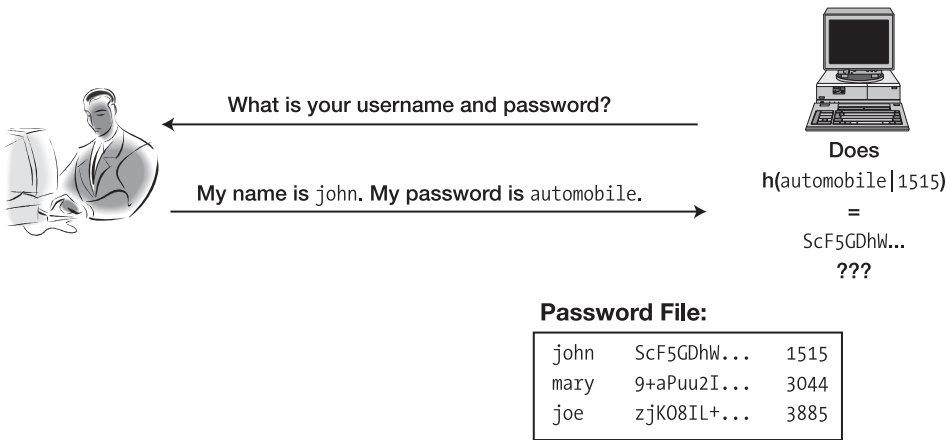 What is your username and password?
My name is john. My password is automobile.
Does
h(automobile|1515)
=
ScF5GDhW...
???
Password File:
john ScF5GDhW... 1515
mary 9+aPuu2I... 3044
joe zjKO8IL+... 3885